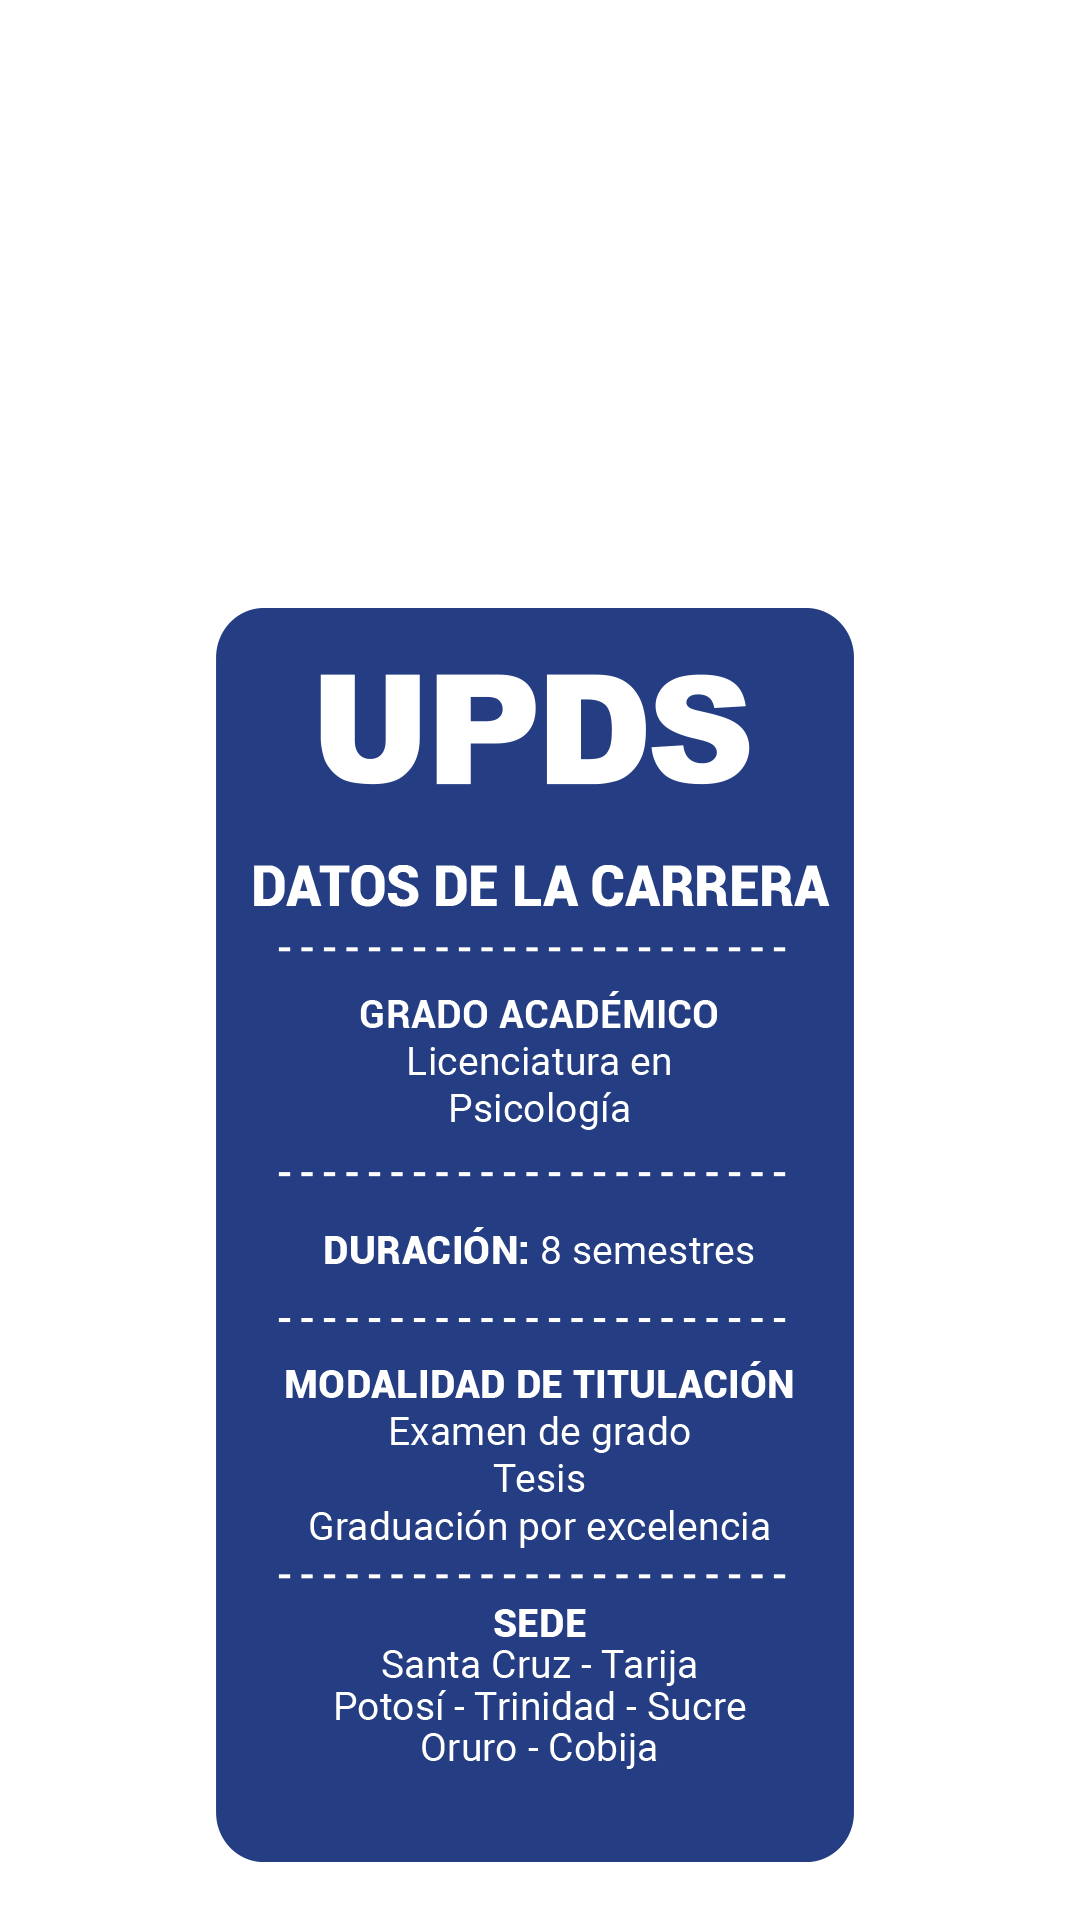 UPDS
DATOS DE LA CARRERA
GRADO ACADÉMICO
Licenciatura en
Psicología
DURACIÓN: 8 semestres
MODALIDAD DE TITULACIÓN
Examen de grado
Tesis
Graduación por excelencia
SEDE
Santa Cruz - Tarija
Potosí - Trinidad - Sucre
Oruro - Cobija